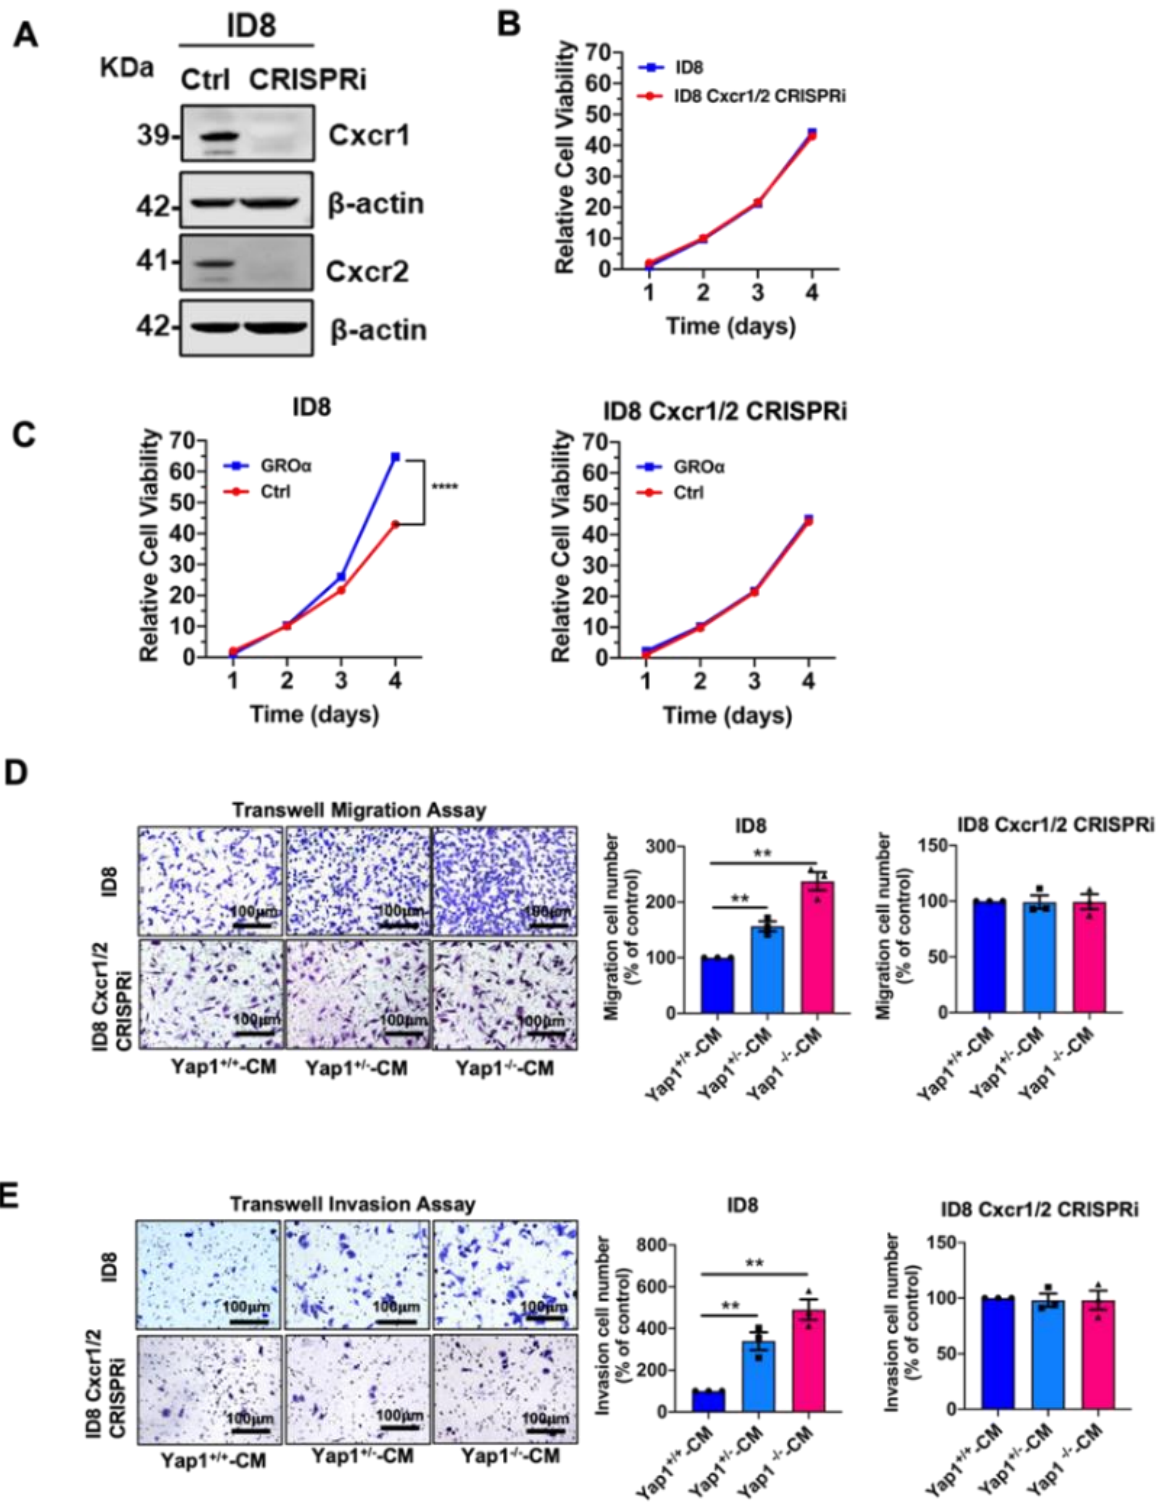 A
ID8
KDa
Ctrl CRISPRi
39
Cxcr1
42
β-actin
41
Cxcr2
42
β-actin
B
Relative Cell Viability
70
60
50
40
30
20
10
0
ID8
ID8 Cxcr1/2 CRISPRi
1 2 3 4
Time (days)
C
ID8
Relative Cell Viability
70
60
50
40
30
20
10
0
GROα
Ctrl
****
1 2 3 4
Time (days)
ID8 Cxcr1/2 CRISPRi
Relative Cell Viability
70
60
50
40
30
20
10
0
GROα
Ctrl
1 2 3 4
Time (days)
D
Transwell Migration Assay
ID8
100μm 100μm 100μm
ID8 Cxcr1/2
CRISPRi
100μm 100μm 100μm
Yap1+/+-CM Yap1+/--CM Yap1-/--CM
ID8
Migration cell number
(% of control)
300
200
100
0
**
**
Yap1+/+-CM
Yap1+/--CM
Yap1 -/--CM
ID8 Cxcr1/2 CRISPRi
Migration cell number
(% of control)
150
100
50
0
Yap1+/+-CM
Yap1+/--CM
Yap1 -/--CM
E
Transwell Invasion Assay
ID8
100μm 100μm 100μm
ID8 Cxcr1/2
CRISPRi
100μm 100μm 100μm
Yap1+/+-CM Yap1+/--CM Yap1-/--CM
ID8
Invasion cell number
(% of control)
800
600
400
200
0
**
**
Yap1+/+-CM
Yap1+/--CM
Yap1 -/--CM
ID8 Cxcr1/2 CRISPRi
Invasion cell number
(% of control)
150
100
50
0
Yap1+/+-CM
Yap1+/--CM
Yap1 -/--CM